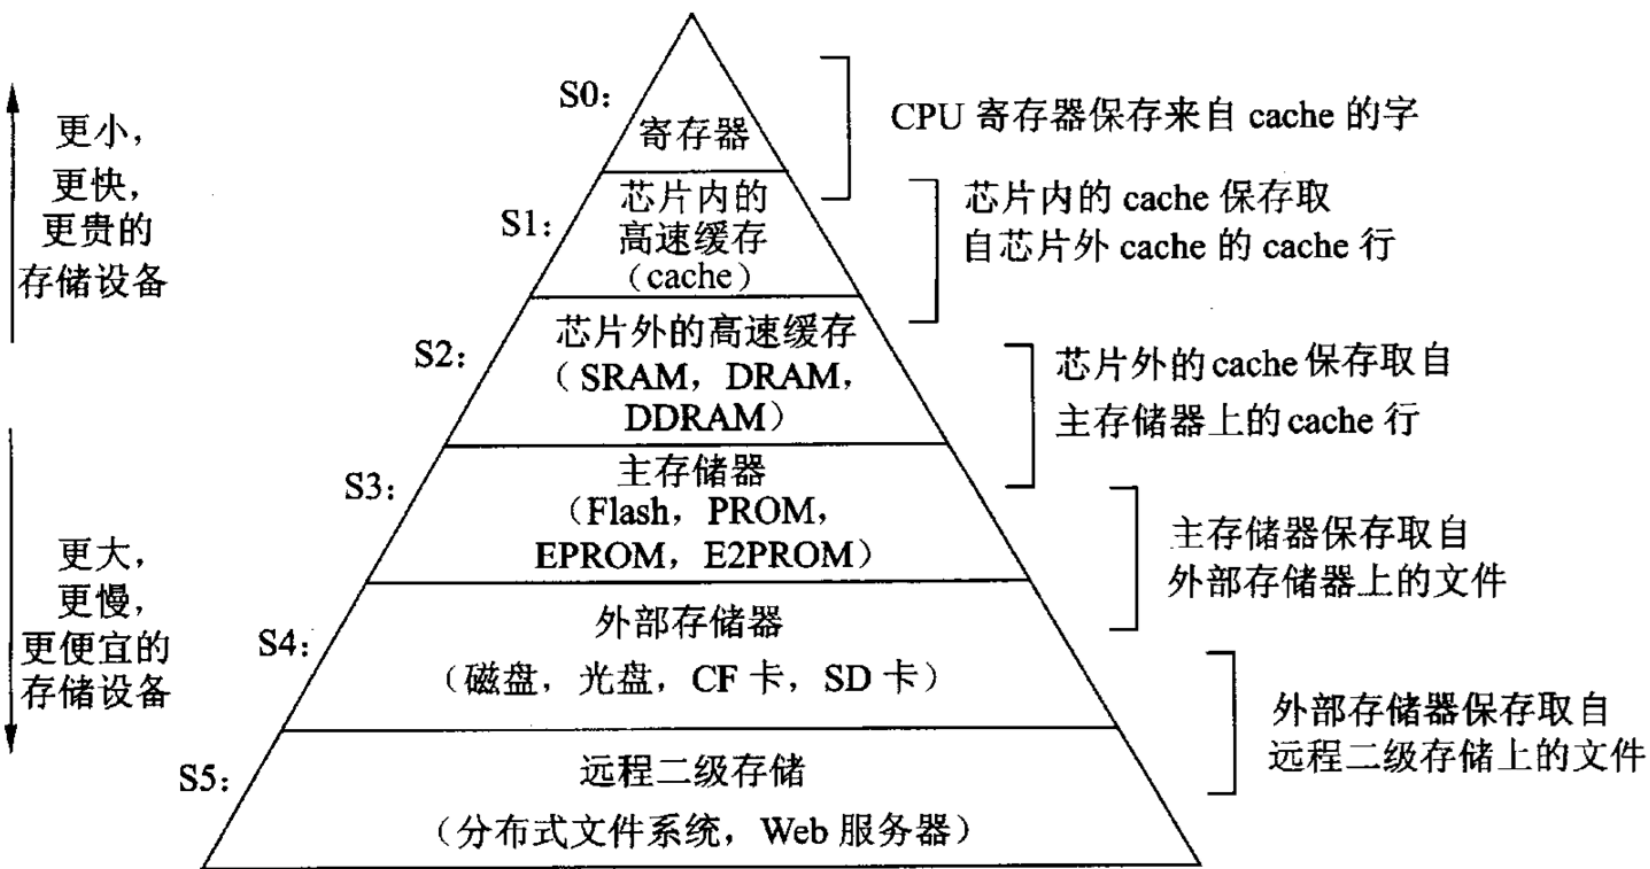 S0:
寄存器
CPU 寄存器保存来自 cache 的字
更小，
更快，
更贵的
存储设备
S1:
芯片内的
高速缓存
（cache）
芯片内的 cache 保存取
自芯片外 cache 的 cache 行
S2:
芯片外的高速缓存
（SRAM，DRAM，
DDRAM）
芯片外的 cache 保存取自
主存储器上的 cache 行
S3:
主存储器
（Flash，PROM，
EPROM，E2PROM）
主存储器保存取自
外部存储器上的文件
更大，
更慢，
更便宜的
存储设备
S4:
外部存储器
（磁盘，光盘，CF 卡，SD 卡）
外部存储器保存取自
远程二级存储上的文件
S5:
远程二级存储
（分布式文件系统，Web 服务器）